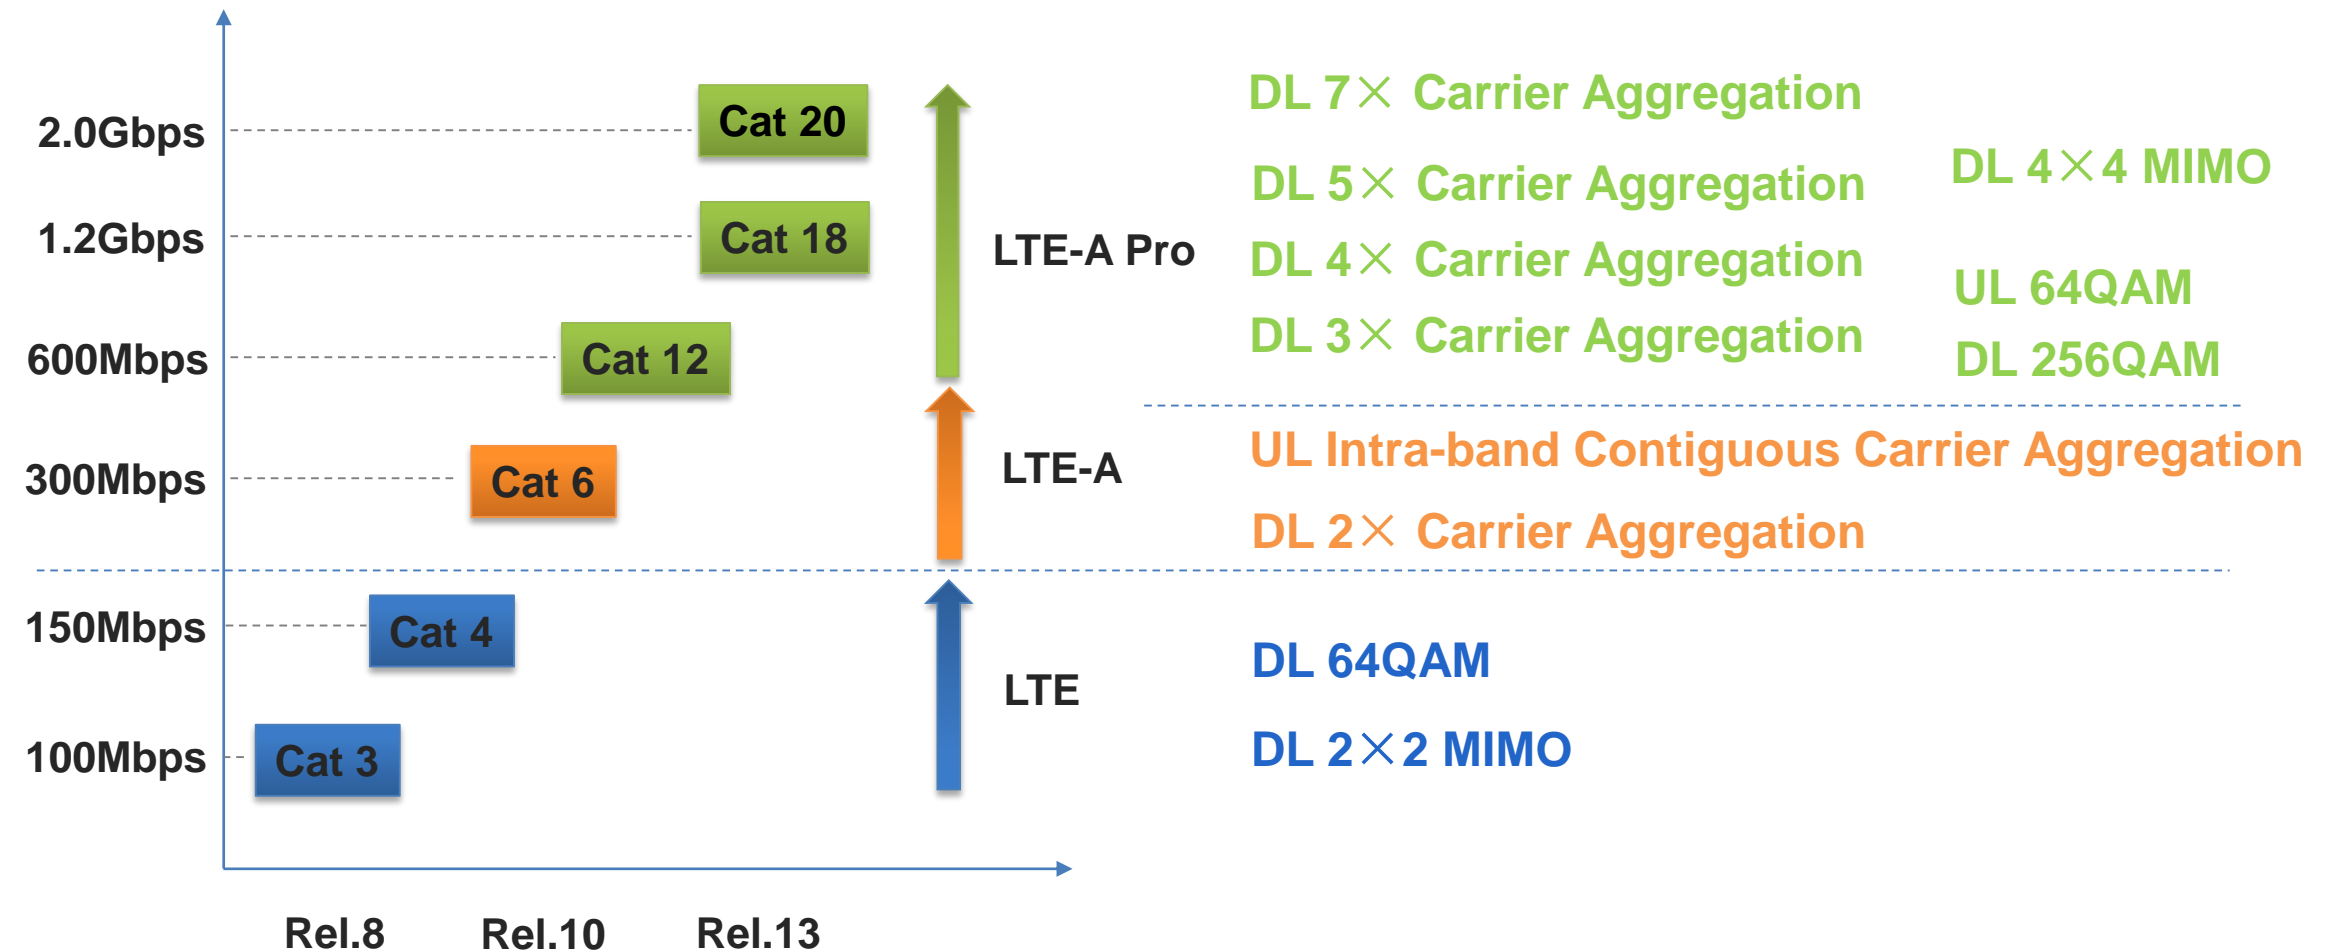 2.0Gbps
Cat 20
1.2Gbps
Cat 18
600Mbps
Cat 12
300Mbps
Cat 6
150Mbps
Cat 4
100Mbps
Cat 3
Rel.8
Rel.10
Rel.13
LTE-A Pro
LTE-A
LTE
DL 7× Carrier Aggregation
DL 5× Carrier Aggregation
DL 4× Carrier Aggregation
DL 3× Carrier Aggregation
DL 4×4 MIMO
UL 64QAM
DL 256QAM
UL Intra-band Contiguous Carrier Aggregation
DL 2× Carrier Aggregation
DL 64QAM
DL 2×2 MIMO